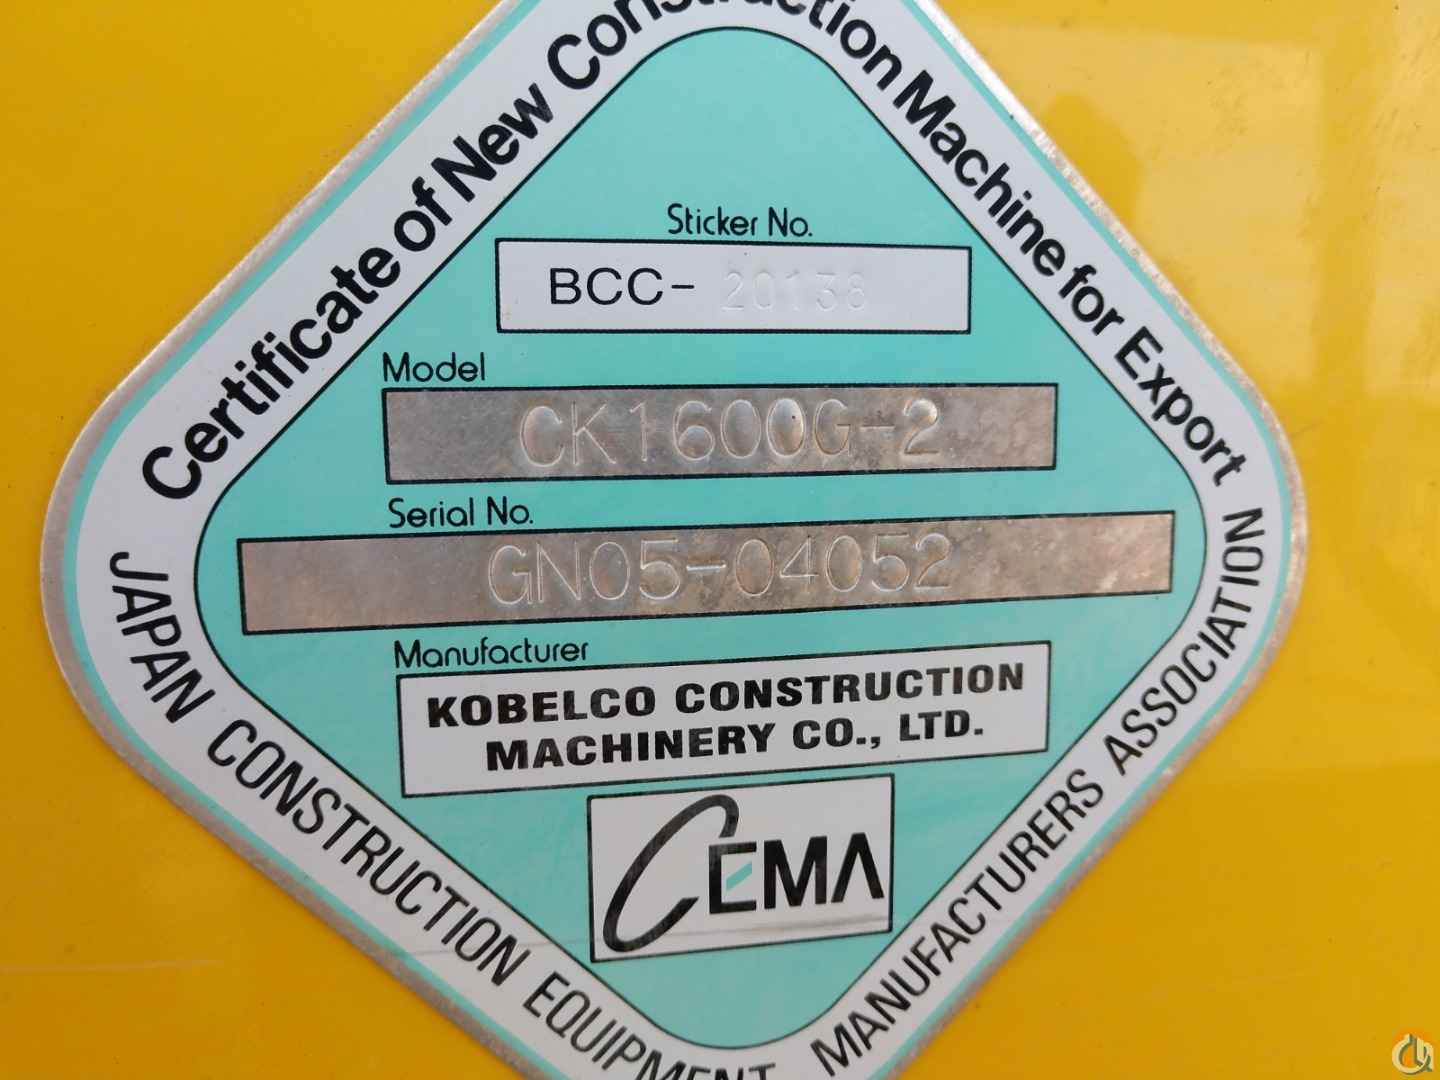 Certificate of New Construction Machine for Export
Sticker No.
BCC- 20138
Model
CK1600G-2
Serial No.
GN05-04052
Manufacturer
KOBELCO CONSTRUCTION
MACHINERY CO., LTD.
CEMA
JAPAN CONSTRUCTION EQUIPMENT MANUFACTURERS ASSOCIATION